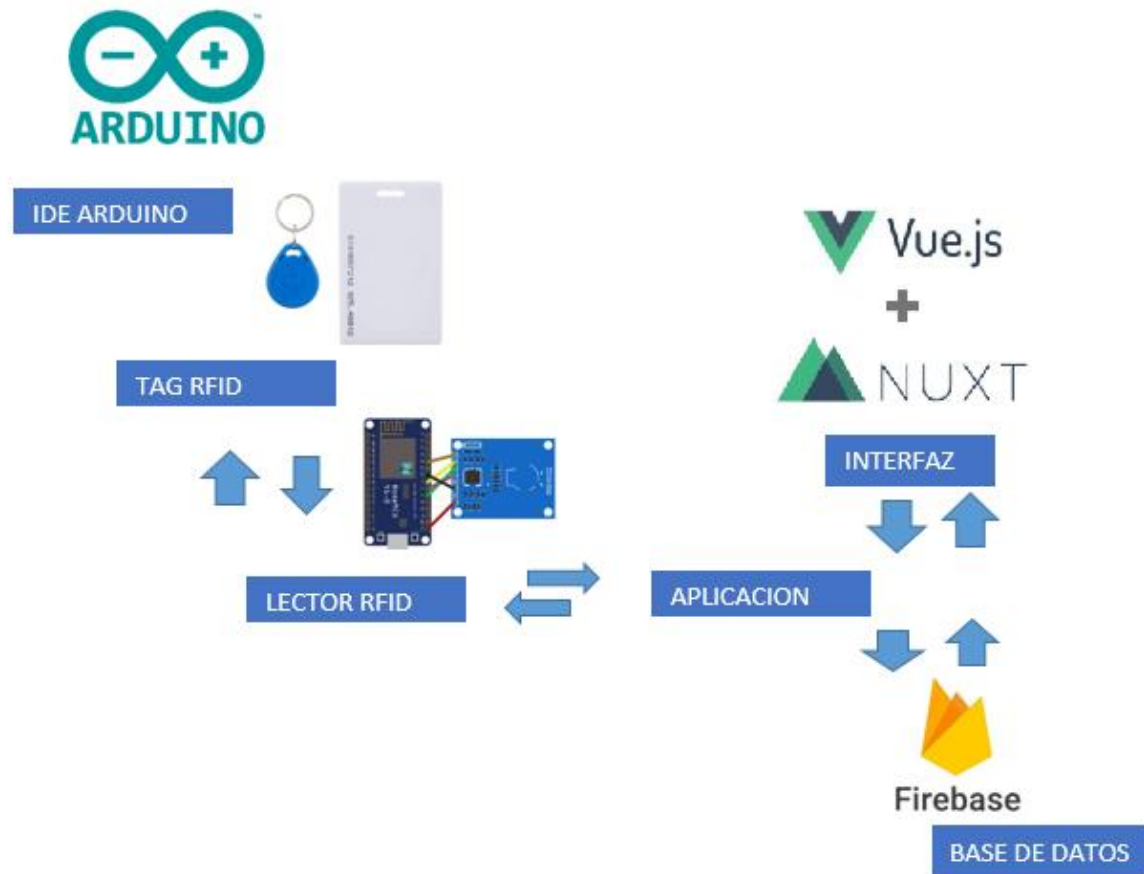 ARDUINO
IDE ARDUINO
TAG RFID
LECTOR RFID
Vue.js
+
NUXT
INTERFAZ
APLICACION
Firebase
BASE DE DATOS